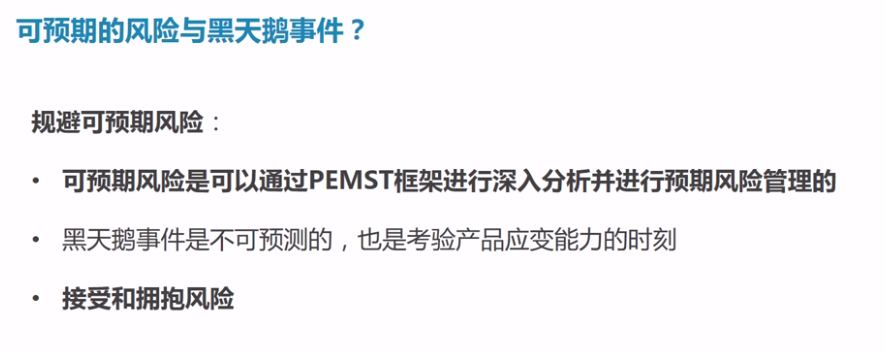 可预期的风险与黑天鹅事件？
规避可预期风险：
• 可预期风险是可以通过PEMST框架进行深入分析并进行预期风险管理的
• 黑天鹅事件是不可预测的，也是考验产品应变能力的时刻
• 接受和拥抱风险